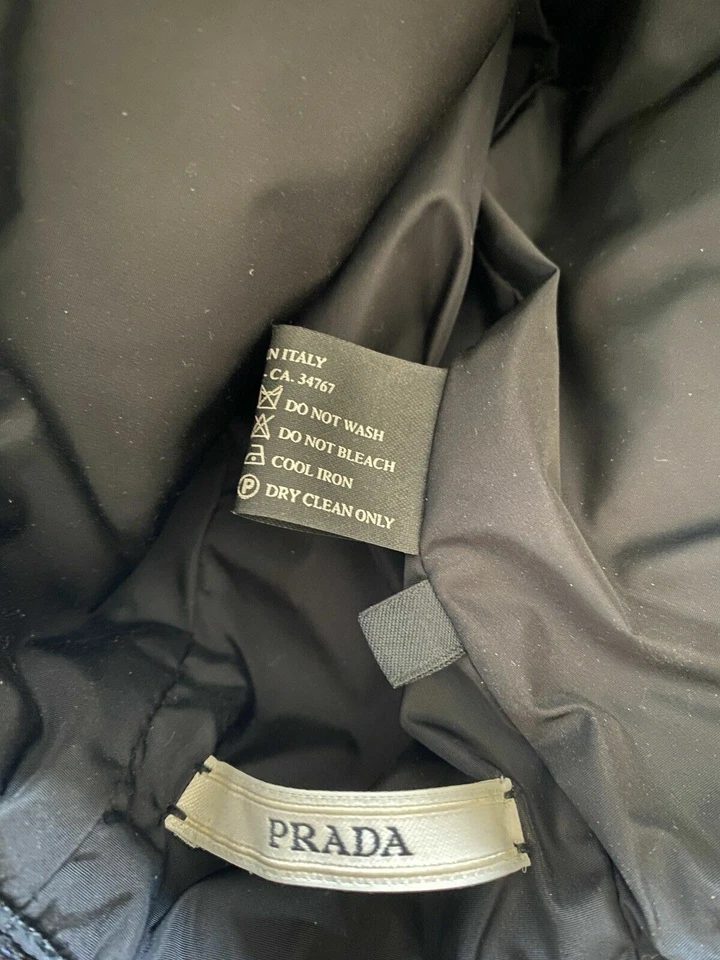 N ITALY
CA. 34767
DO NOT WASH
DO NOT BLEACH
COOL IRON
P DRY CLEAN ONLY
PRADA